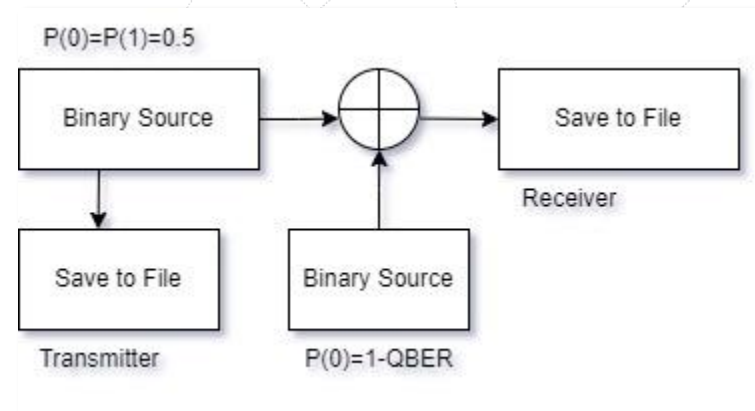 P(0)=P(1)=0.5
Binary Source
Save to File
Receiver
Save to File
Binary Source
Transmitter
P(0)=1-QBER